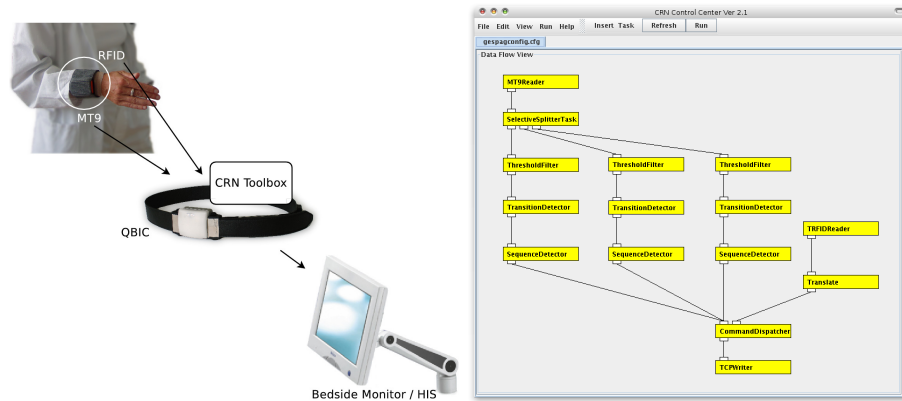 RFID
MT9
CRN Toolbox
QBIC
Bedside Monitor / HIS
CRN Control Center Ver 2.1
File Edit View Run Help Insert Task Refresh Run
gespagconfig.cfg
Data Flow View
MT9Reader
SelectiveSplitterTask
ThresholdFilter ThresholdFilter ThresholdFilter
TransitionDetector TransitionDetector TransitionDetector
TRFIDReader
SequenceDetector SequenceDetector SequenceDetector
Translate
CommandDispatcher
TCPWriter